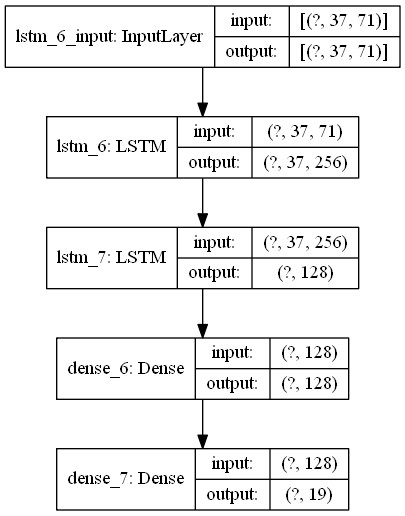 lstm_6_input: InputLayer
input: [(?, 37, 71)]
output: [(?, 37, 71)]
lstm_6: LSTM
input: (?, 37, 71)
output: (?, 37, 256)
lstm_7: LSTM
input: (?, 37, 256)
output: (?, 128)
dense_6: Dense
input: (?, 128)
output: (?, 128)
dense_7: Dense
input: (?, 128)
output: (?, 19)